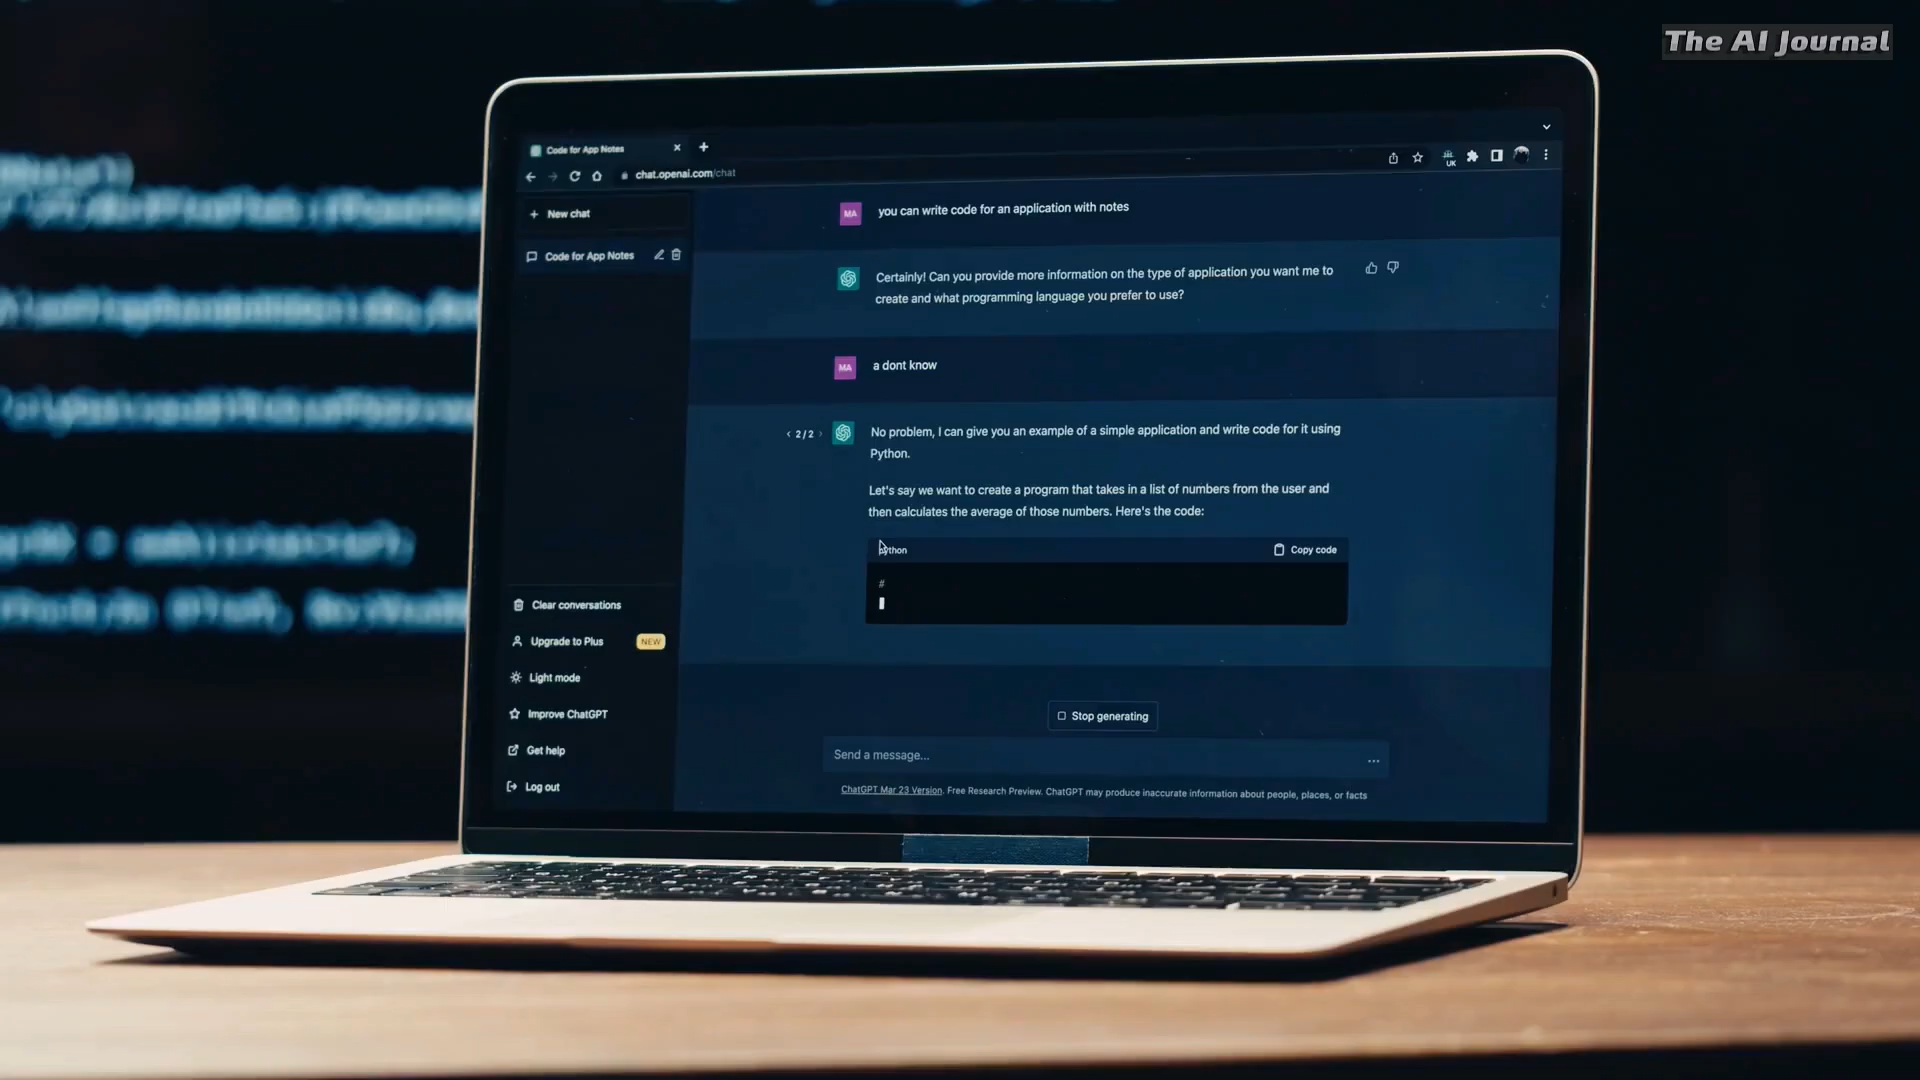 The AI Journal
Code for App Notes
chat.openai.com/chat
UK
New chat
Code for App Notes
MA
you can write code for an application with notes
Certainly! Can you provide more information on the type of application you want me to
create and what programming language you prefer to use?
MA
a dont know
2/2
No problem, I can give you an example of a simple application and write code for it using
Python.
Let's say we want to create a program that takes in a list of numbers from the user and
then calculates the average of those numbers. Here's the code:
python
Copy code
#
Clear conversations
Upgrade to Plus
NEW
Light mode
Improve ChatGPT
Get help
Log out
Stop generating
Send a message...
ChatGPT Mar 23 Version. Free Research Preview. ChatGPT may produce inaccurate information about people, places, or facts